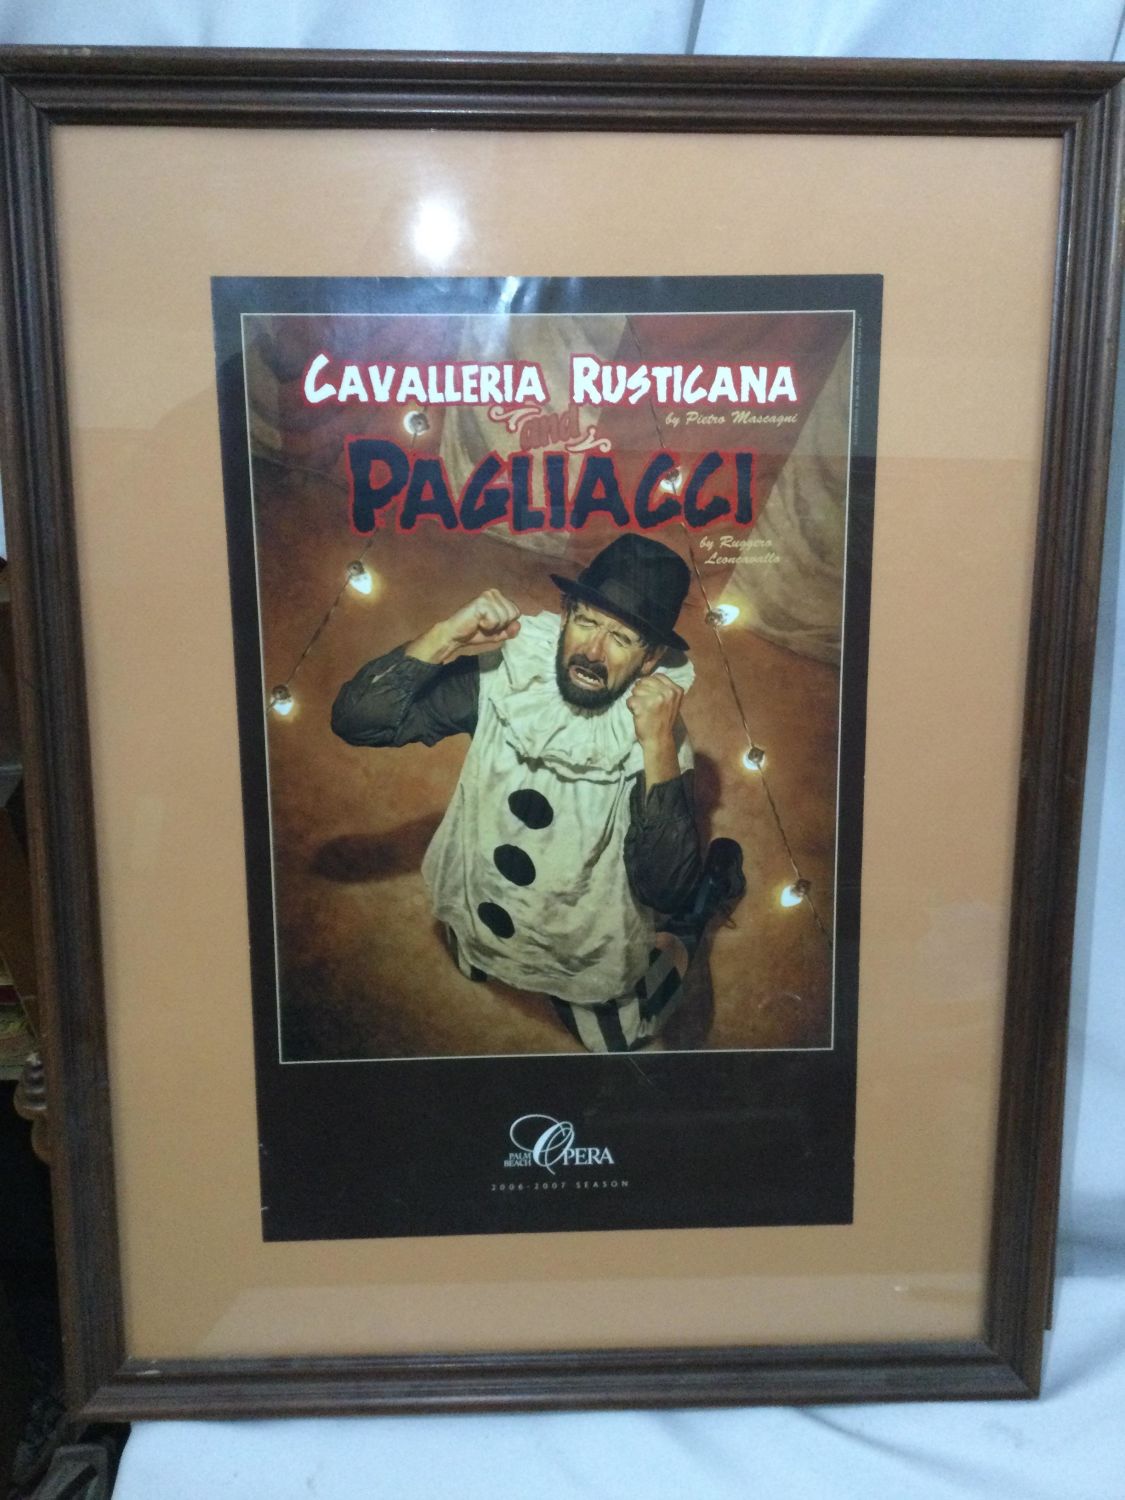 CAVALLERIA RUSTICANA
by Pietro Mascagni
and
PAGLIACCI
by Ruggero
Leoncavallo
PALM
BEACH OPERA
2006-2007 SEASON